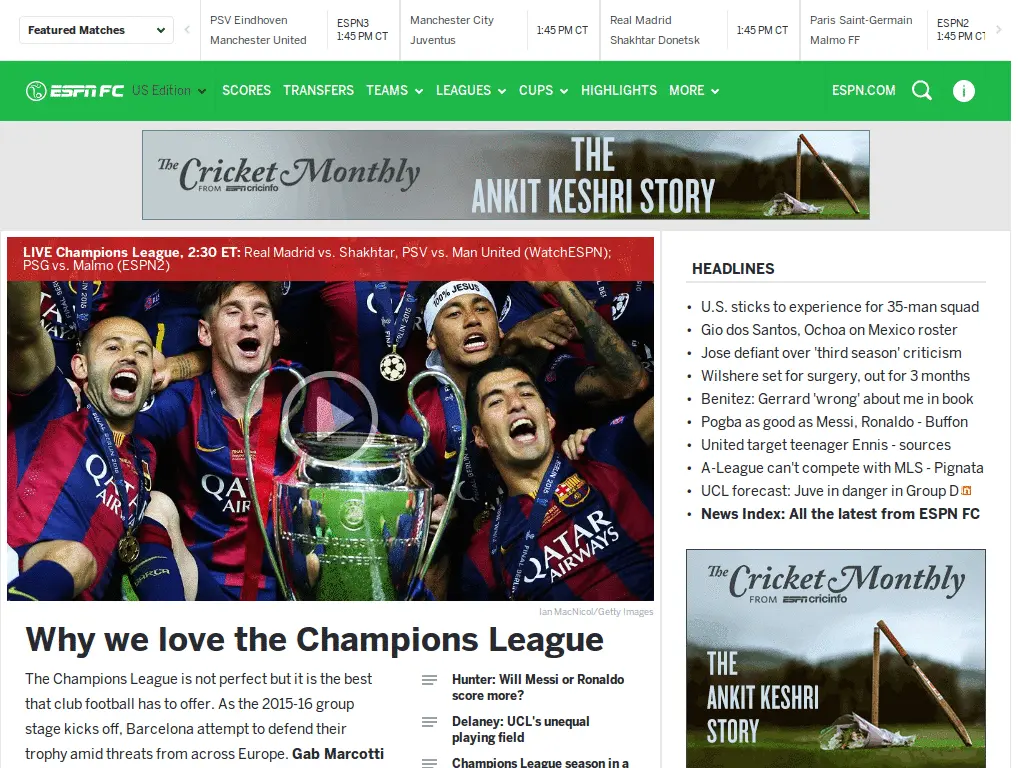 Featured Matches
PSV Eindhoven
Manchester United
ESPN3
1:45 PM CT
Manchester City
Juventus
1:45 PM CT
Real Madrid
Shakhtar Donetsk
1:45 PM CT
Paris Saint-Germain
Malmo FF
ESPN2
1:45 PM CT
ESPN FC
US Edition
SCORES
TRANSFERS
TEAMS
LEAGUES
CUPS
HIGHLIGHTS
MORE
ESPN.COM
i
The Cricket Monthly
FROM ESPN cricinfo
THE
ANKIT KESHRI STORY
LIVE Champions League, 2:30 ET: Real Madrid vs. Shakhtar, PSV vs. Man United (WatchESPN);
PSG vs. Malmo (ESPN2)
100% JESUS
QATAR
AIRWAYS
BARCA
Ian MacNicol/Getty Images
Why we love the Champions League
The Champions League is not perfect but it is the best
that club football has to offer. As the 2015-16 group
stage kicks off, Barcelona attempt to defend their
trophy amid threats from across Europe. Gab Marcotti
Hunter: Will Messi or Ronaldo
score more?
Delaney: UCL's unequal
playing field
Champions League season in a
HEADLINES
• U.S. sticks to experience for 35-man squad
• Gio dos Santos, Ochoa on Mexico roster
• Jose defiant over 'third season' criticism
• Wilshere set for surgery, out for 3 months
• Benitez: Gerrard 'wrong' about me in book
• Pogba as good as Messi, Ronaldo - Buffon
• United target teenager Ennis - sources
• A-League can't compete with MLS - Pignata
• UCL forecast: Juve in danger in Group D
• News Index: All the latest from ESPN FC
The Cricket Monthly
FROM ESPN cricinfo
THE
ANKIT KESHRI
STORY